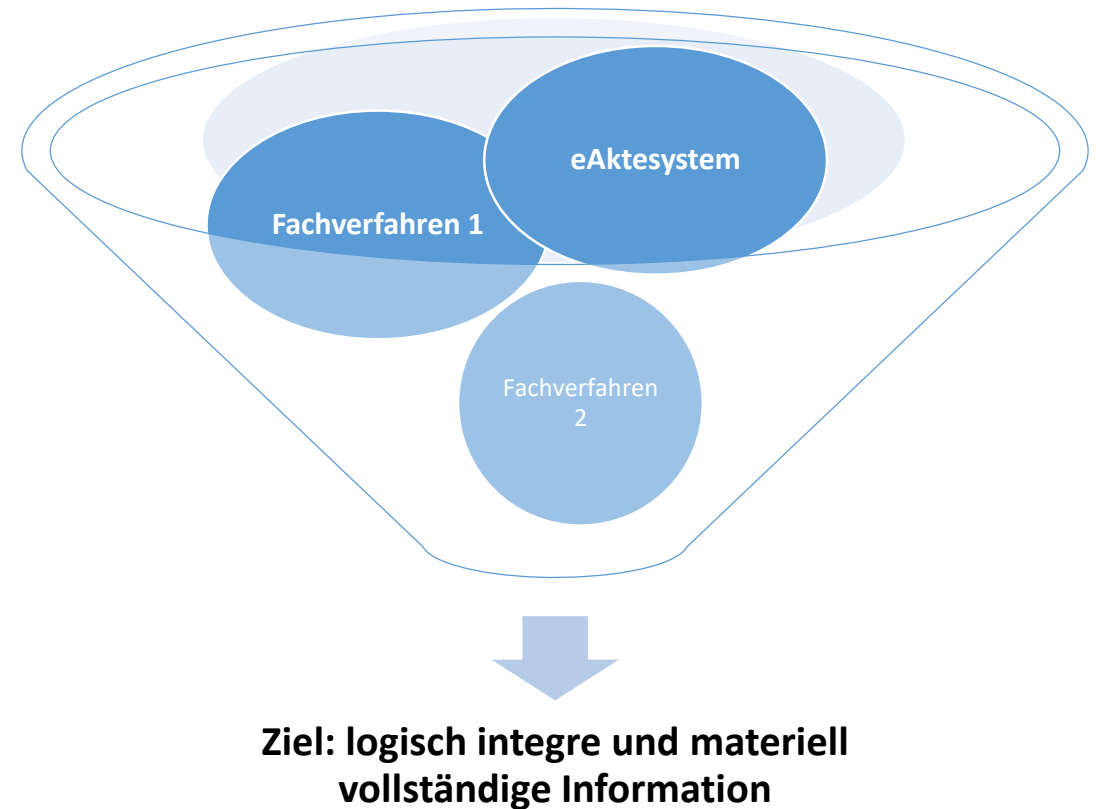 eAktesystem
Fachverfahren 1
Fachverfahren
2
Ziel: logisch integre und materiell
vollständige Information